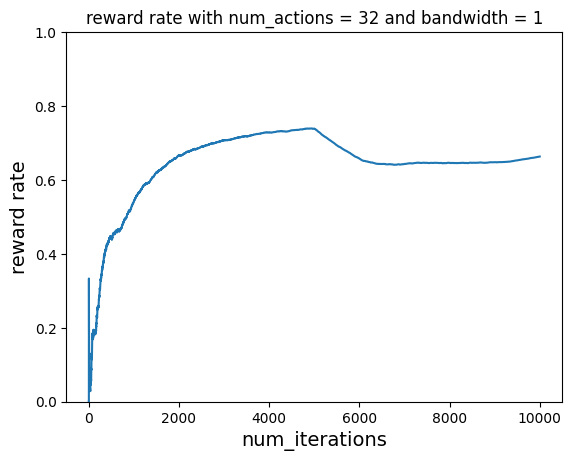 reward rate with num_actions = 32 and bandwidth = 1
1.0
0.8
0.6
0.4
0.2
0.0
reward rate
0 2000 4000 6000 8000 10000
num_iterations